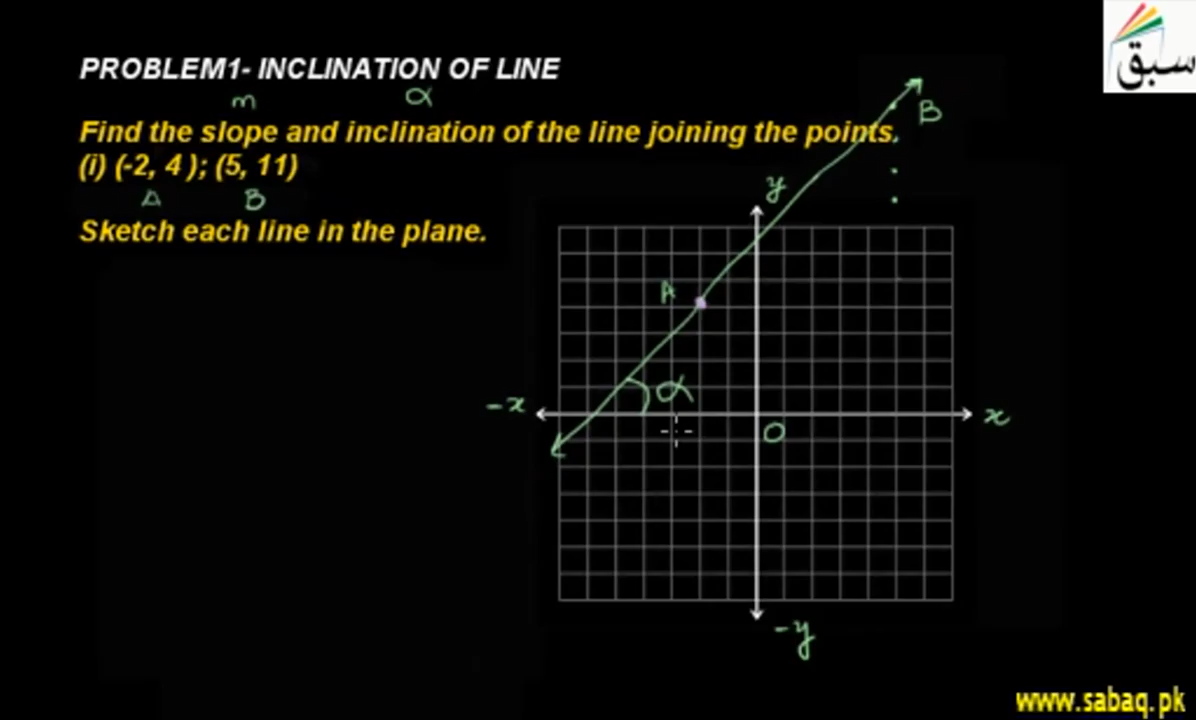 سبق
PROBLEM1- INCLINATION OF LINE
m α
Find the slope and inclination of the line joining the points.
(i) (-2, 4 ); (5, 11)
A B
Sketch each line in the plane.
B
y
A
α
-x x
O
-y
www.sabaq.pk